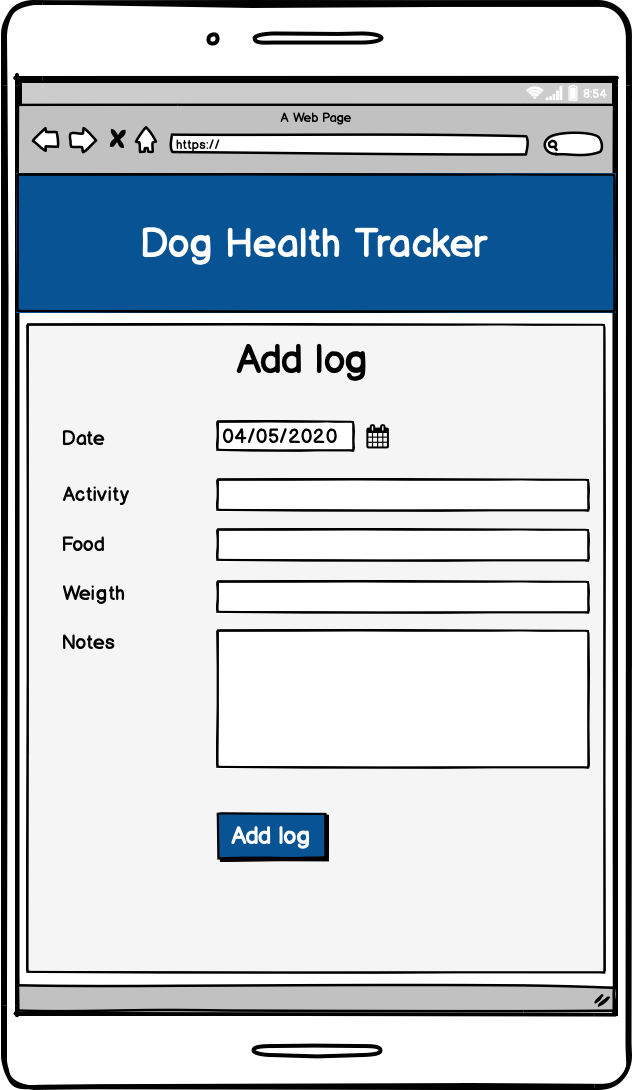 8:54
A Web Page
https://
Dog Health Tracker
Add log
Date 04/05/2020
Activity
Food
Weigth
Notes
Add log